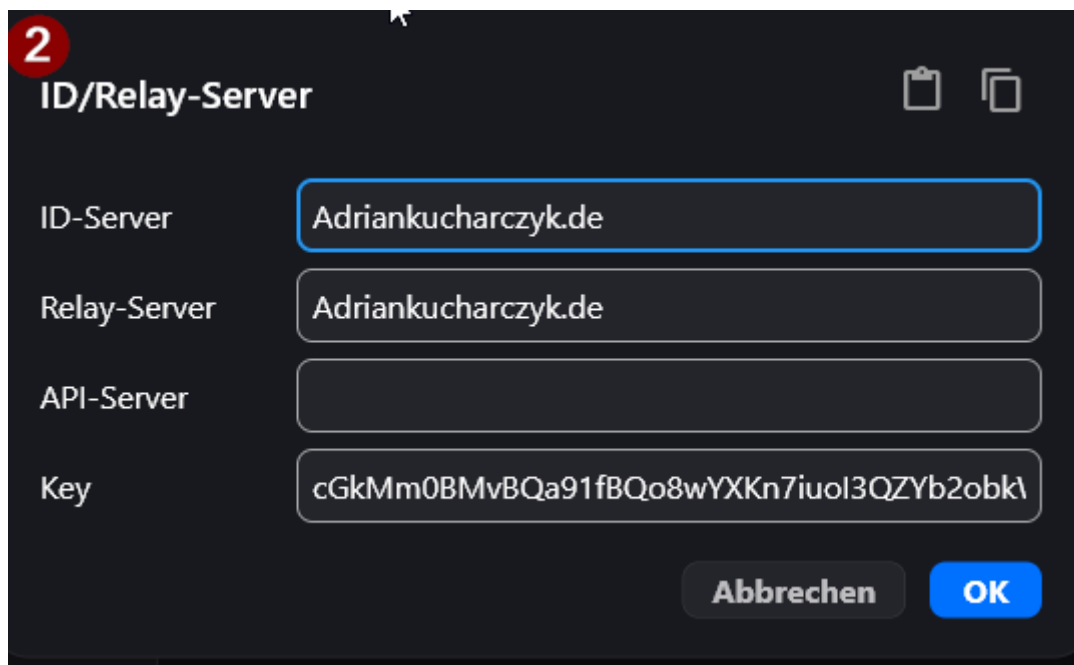 2
ID/Relay-Server
ID-Server Adriankucharczyk.de
Relay-Server Adriankucharczyk.de
API-Server
Key cGkMm0BMvBQa91fBQo8wYXKn7iuoI3QZYb2obk\
Abbrechen OK